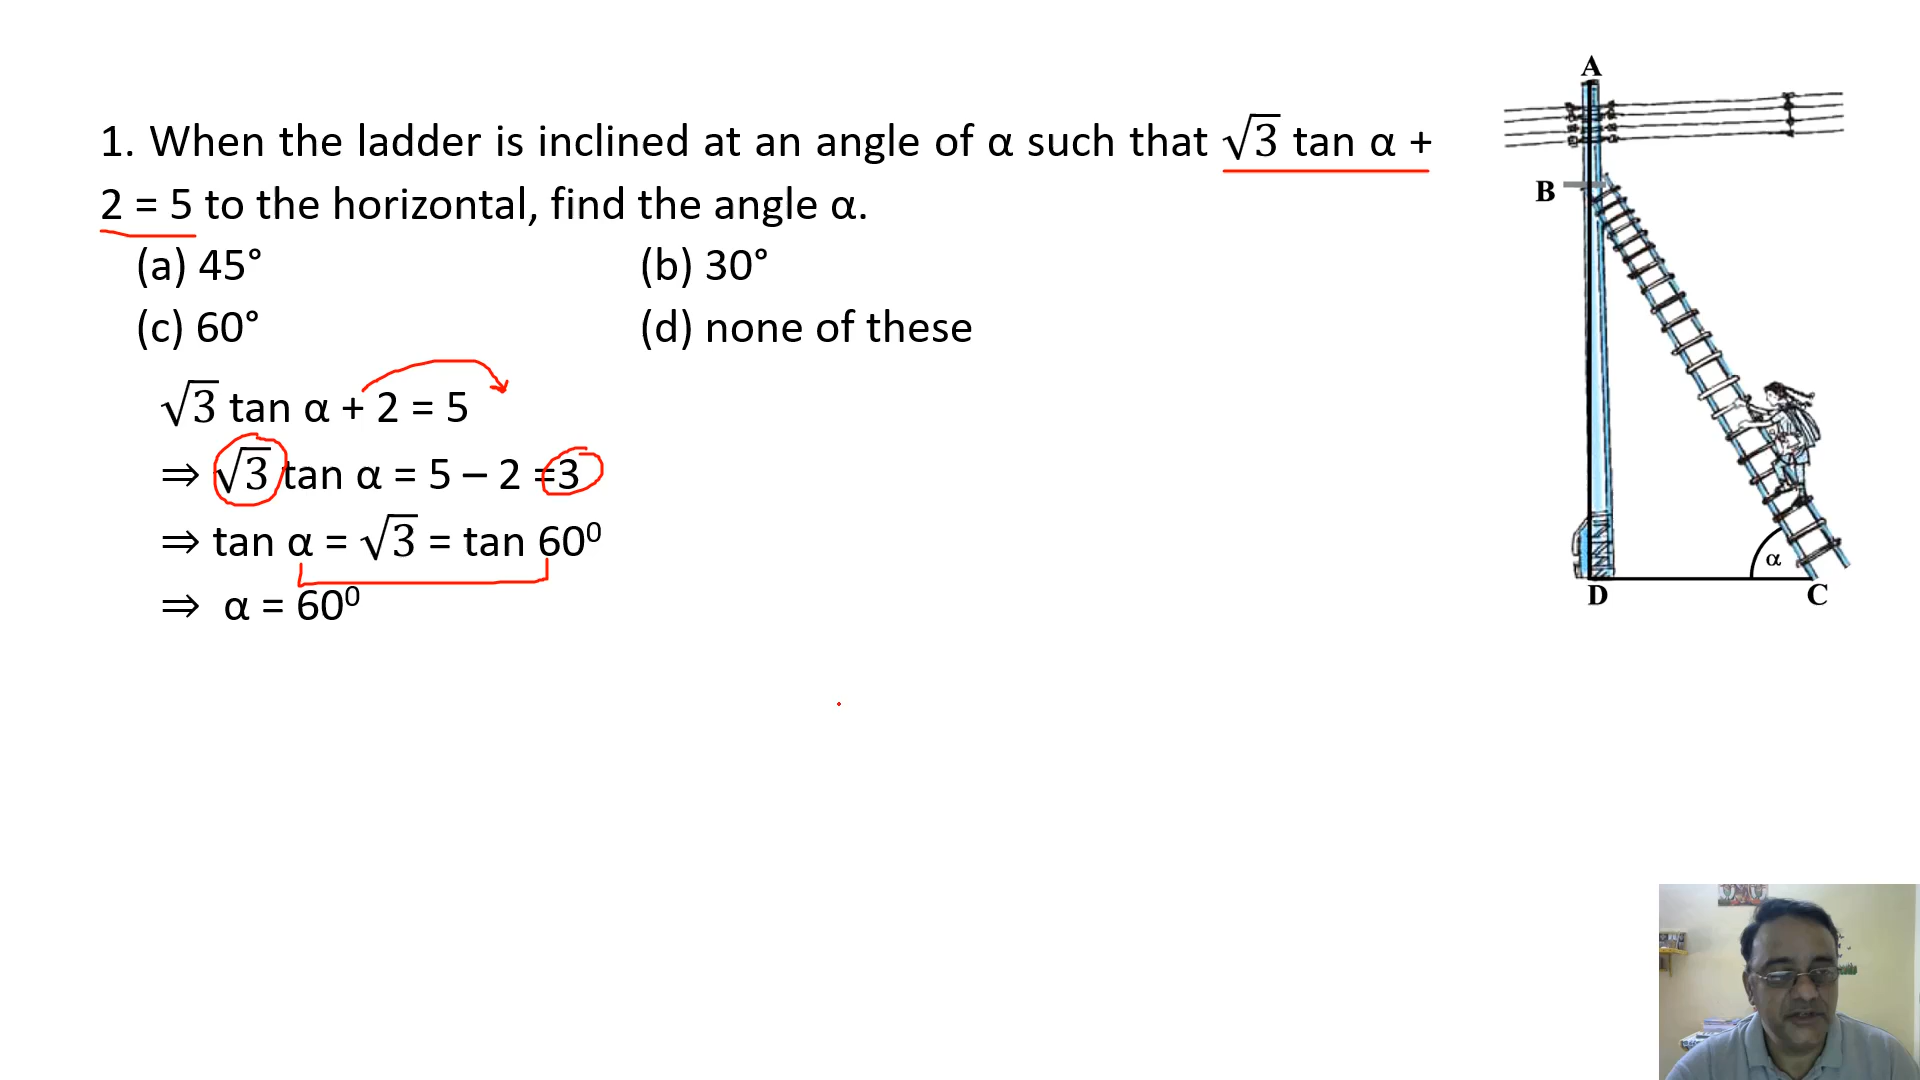 1. When the ladder is inclined at an angle of α such that √3 tan α +
2 = 5 to the horizontal, find the angle α.
(a) 45° (b) 30°
(c) 60° (d) none of these
√3 tan α + 2 = 5
⇒ √3 tan α = 5 – 2 =3
⇒ tan α = √3 = tan 60⁰
⇒ α = 60⁰
A
B
α
D C